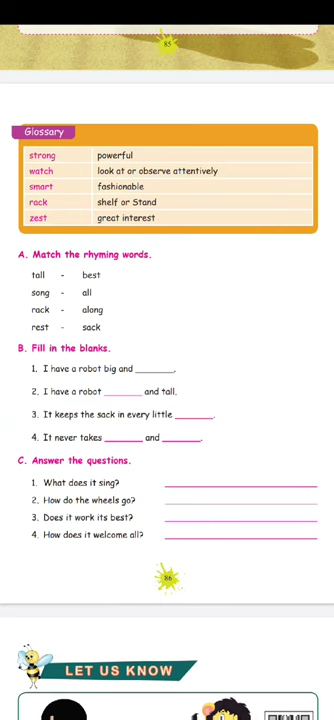 85
Glossary
strong powerful
watch look at or observe attentively
smart fashionable
rack shelf or Stand
zest great interest
A. Match the rhyming words.
tall - best
song - all
rack - along
rest - sack
B. Fill in the blanks.
1. I have a robot big and ________.
2. I have a robot ________ and tall.
3. It keeps the sack in every little ________.
4. It never takes ________ and ________.
C. Answer the questions.
1. What does it sing?
2. How do the wheels go?
3. Does it work its best?
4. How does it welcome all?
86
LET US KNOW